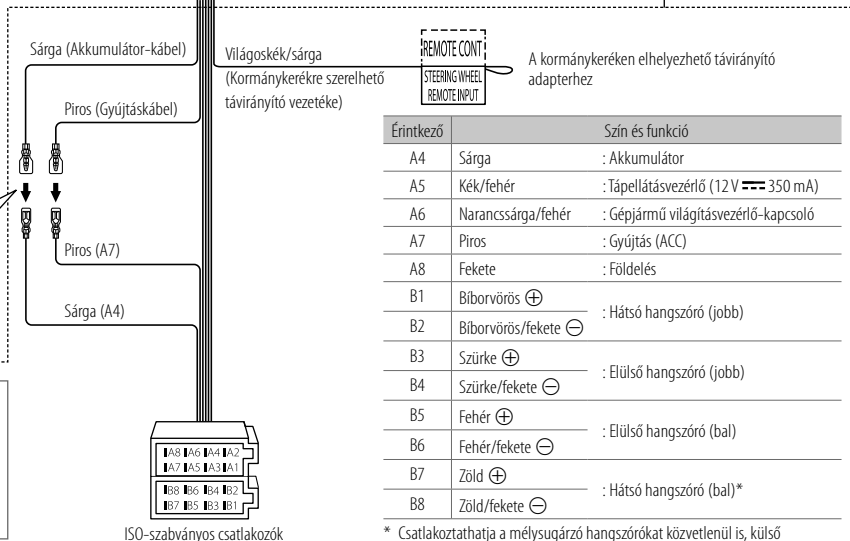 Sárga (Akkumulátor-kábel)
Piros (Gyújtáskábel)
Világoskék/sárga
(Kormánykerékre szerelhető
távirányító vezetéke)
REMOTE CONT
STEERING WHEEL
REMOTE INPUT
A kormánykeréken elhelyezhető távirányító
adapterhez
Piros (A7)
Sárga (A4)
A8 A6 A4 A2
A7 A5 A3 A1
B8 B6 B4 B2
B7 B5 B3 B1
ISO-szabványos csatlakozók
Érintkező Szín és funkció
A4 Sárga : Akkumulátor
A5 Kék/fehér : Tápellátásvezérlő (12 V ⎓ 350 mA)
A6 Narancssárga/fehér : Gépjármű világításvezérlő-kapcsoló
A7 Piros : Gyújtás (ACC)
A8 Fekete : Földelés
B1 Bíborvörös ⊕
: Hátsó hangszóró (jobb)
B2 Bíborvörös/fekete ⊖
B3 Szürke ⊕
: Elülső hangszóró (jobb)
B4 Szürke/fekete ⊖
B5 Fehér ⊕
: Elülső hangszóró (bal)
B6 Fehér/fekete ⊖
B7 Zöld ⊕
: Hátsó hangszóró (bal)*
B8 Zöld/fekete ⊖
* Csatlakoztathatja a mélysugárzó hangszórókat közvetlenül is, külső